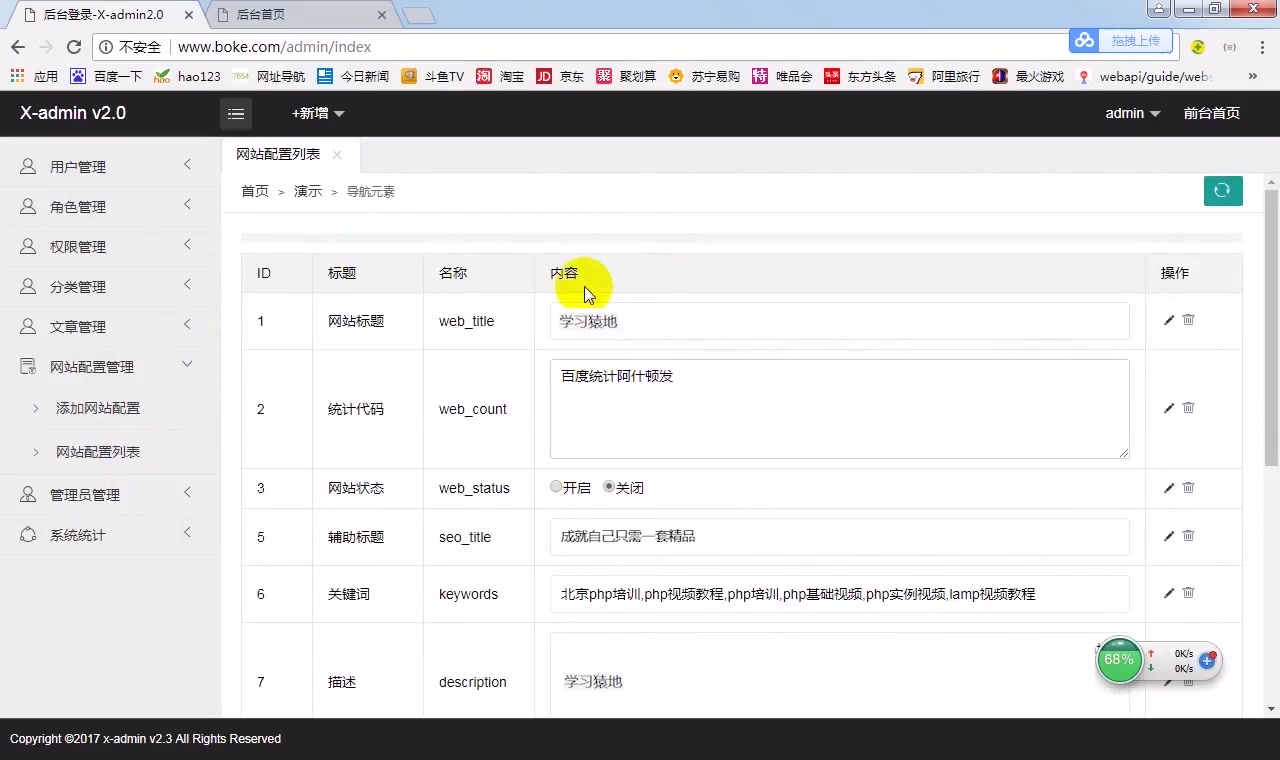 后台登录-X-admin2.0
后台首页
不安全 www.boke.com/admin/index
拖拽上传
应用 百度一下 hao123 网址导航 今日新闻 斗鱼TV 淘宝 京东 聚划算 苏宁易购 唯品会 东方头条 阿里旅行 最火游戏 webapi/guide/webs
X-admin v2.0
+新增
admin
前台首页
用户管理
角色管理
权限管理
分类管理
文章管理
网站配置管理
添加网站配置
网站配置列表
管理员管理
系统统计
网站配置列表
首页 > 演示 > 导航元素
ID 标题 名称 内容 操作
1 网站标题 web_title 学习猿地
2 统计代码 web_count 百度统计阿什顿发
3 网站状态 web_status 开启 关闭
5 辅助标题 seo_title 成就自己只需一套精品
6 关键词 keywords 北京php培训,php视频教程,php培训,php基础视频,php实例视频,lamp视频教程
7 描述 description 学习猿地
68% 0K/s
0K/s
Copyright ©2017 x-admin v2.3 All Rights Reserved